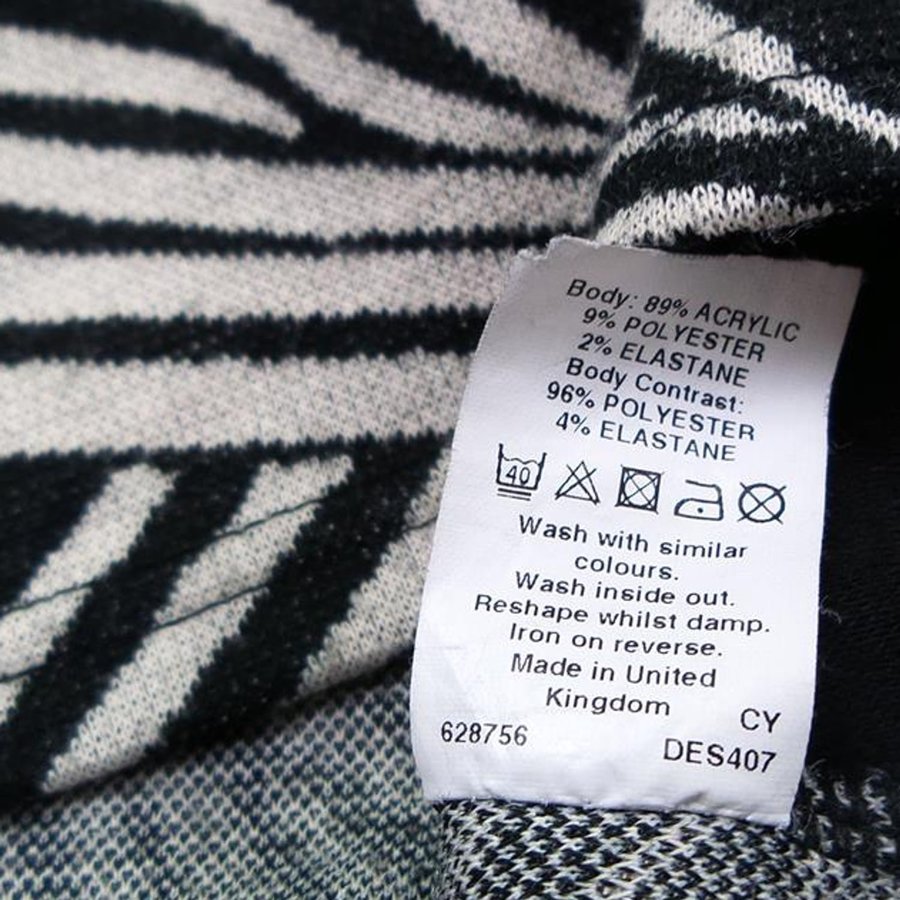 Body: 89% ACRYLIC
9% POLYESTER
2% ELASTANE
Body Contrast:
96% POLYESTER
4% ELASTANE
40
Wash with similar
colours.
Wash inside out.
Reshape whilst damp.
Iron on reverse.
Made in United
Kingdom
CY
628756
DES407